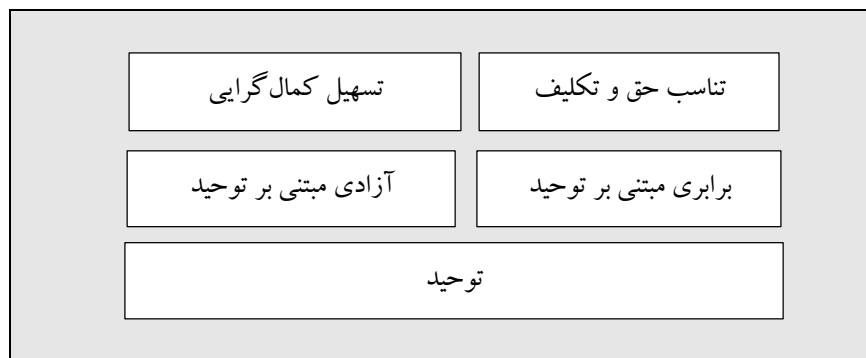 تناسب حق و تکلیف
تسهیل کمال‌گرایی
برابری مبتنی بر توحید
آزادی مبتنی بر توحید
توحید